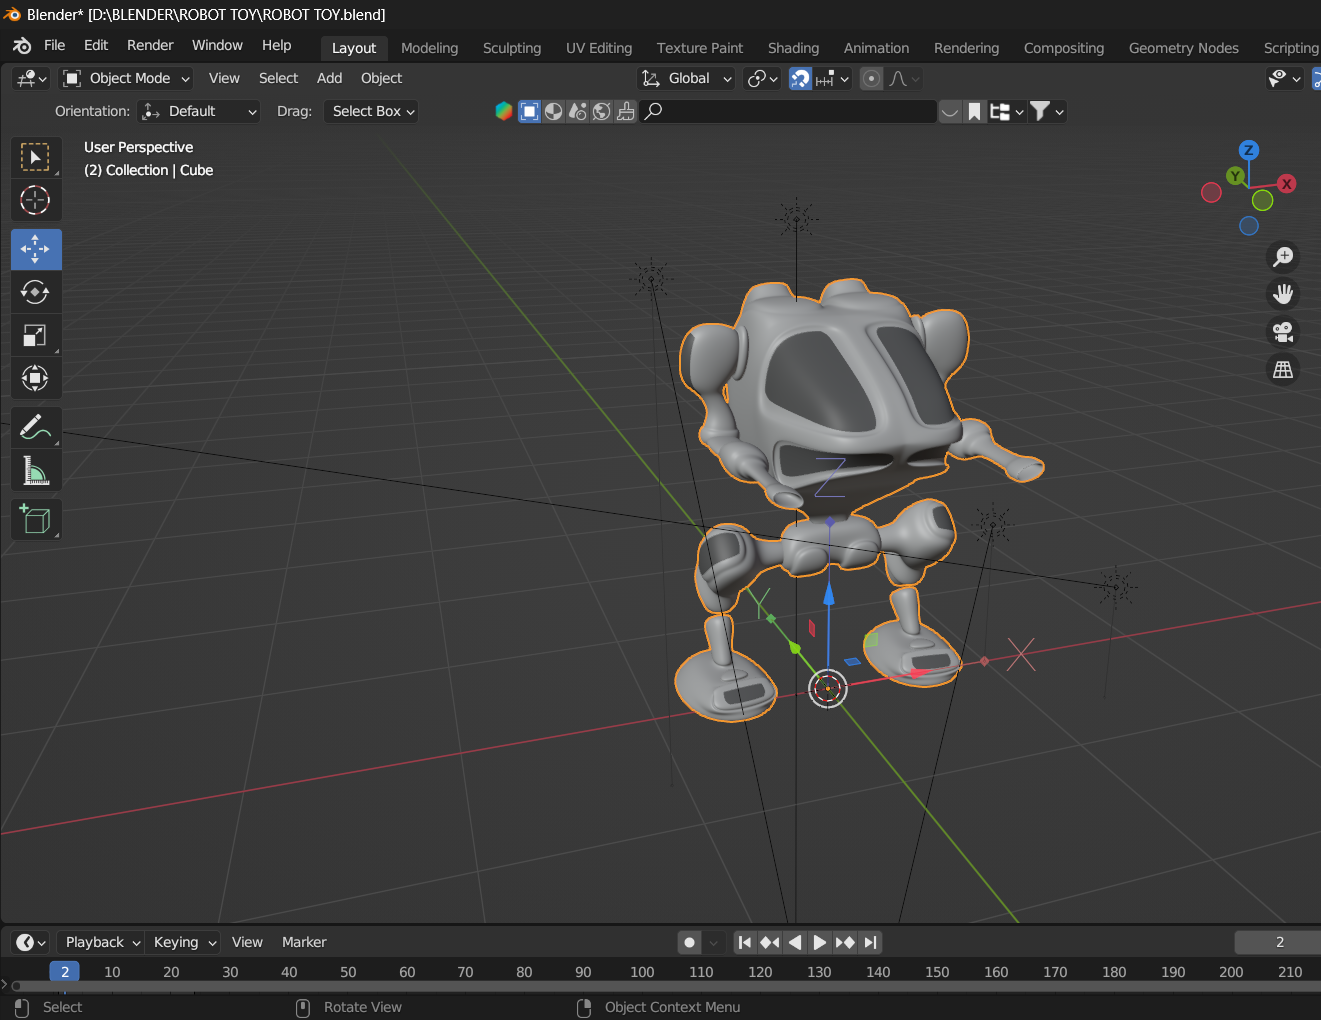 Blender* [D:\BLENDER\ROBOT TOY\ROBOT TOY.blend]
File Edit Render Window Help Layout Modeling Sculpting UV Editing Texture Paint Shading Animation Rendering Compositing Geometry Nodes Scripting
Object Mode View Select Add Object Global
Orientation: Default Drag: Select Box
User Perspective
(2) Collection | Cube
Z
Y
X
Z
Y
X
Playback Keying View Marker 2
2 10 20 30 40 50 60 70 80 90 100 110 120 130 140 150 160 170 180 190 200 210
Select Rotate View Object Context Menu